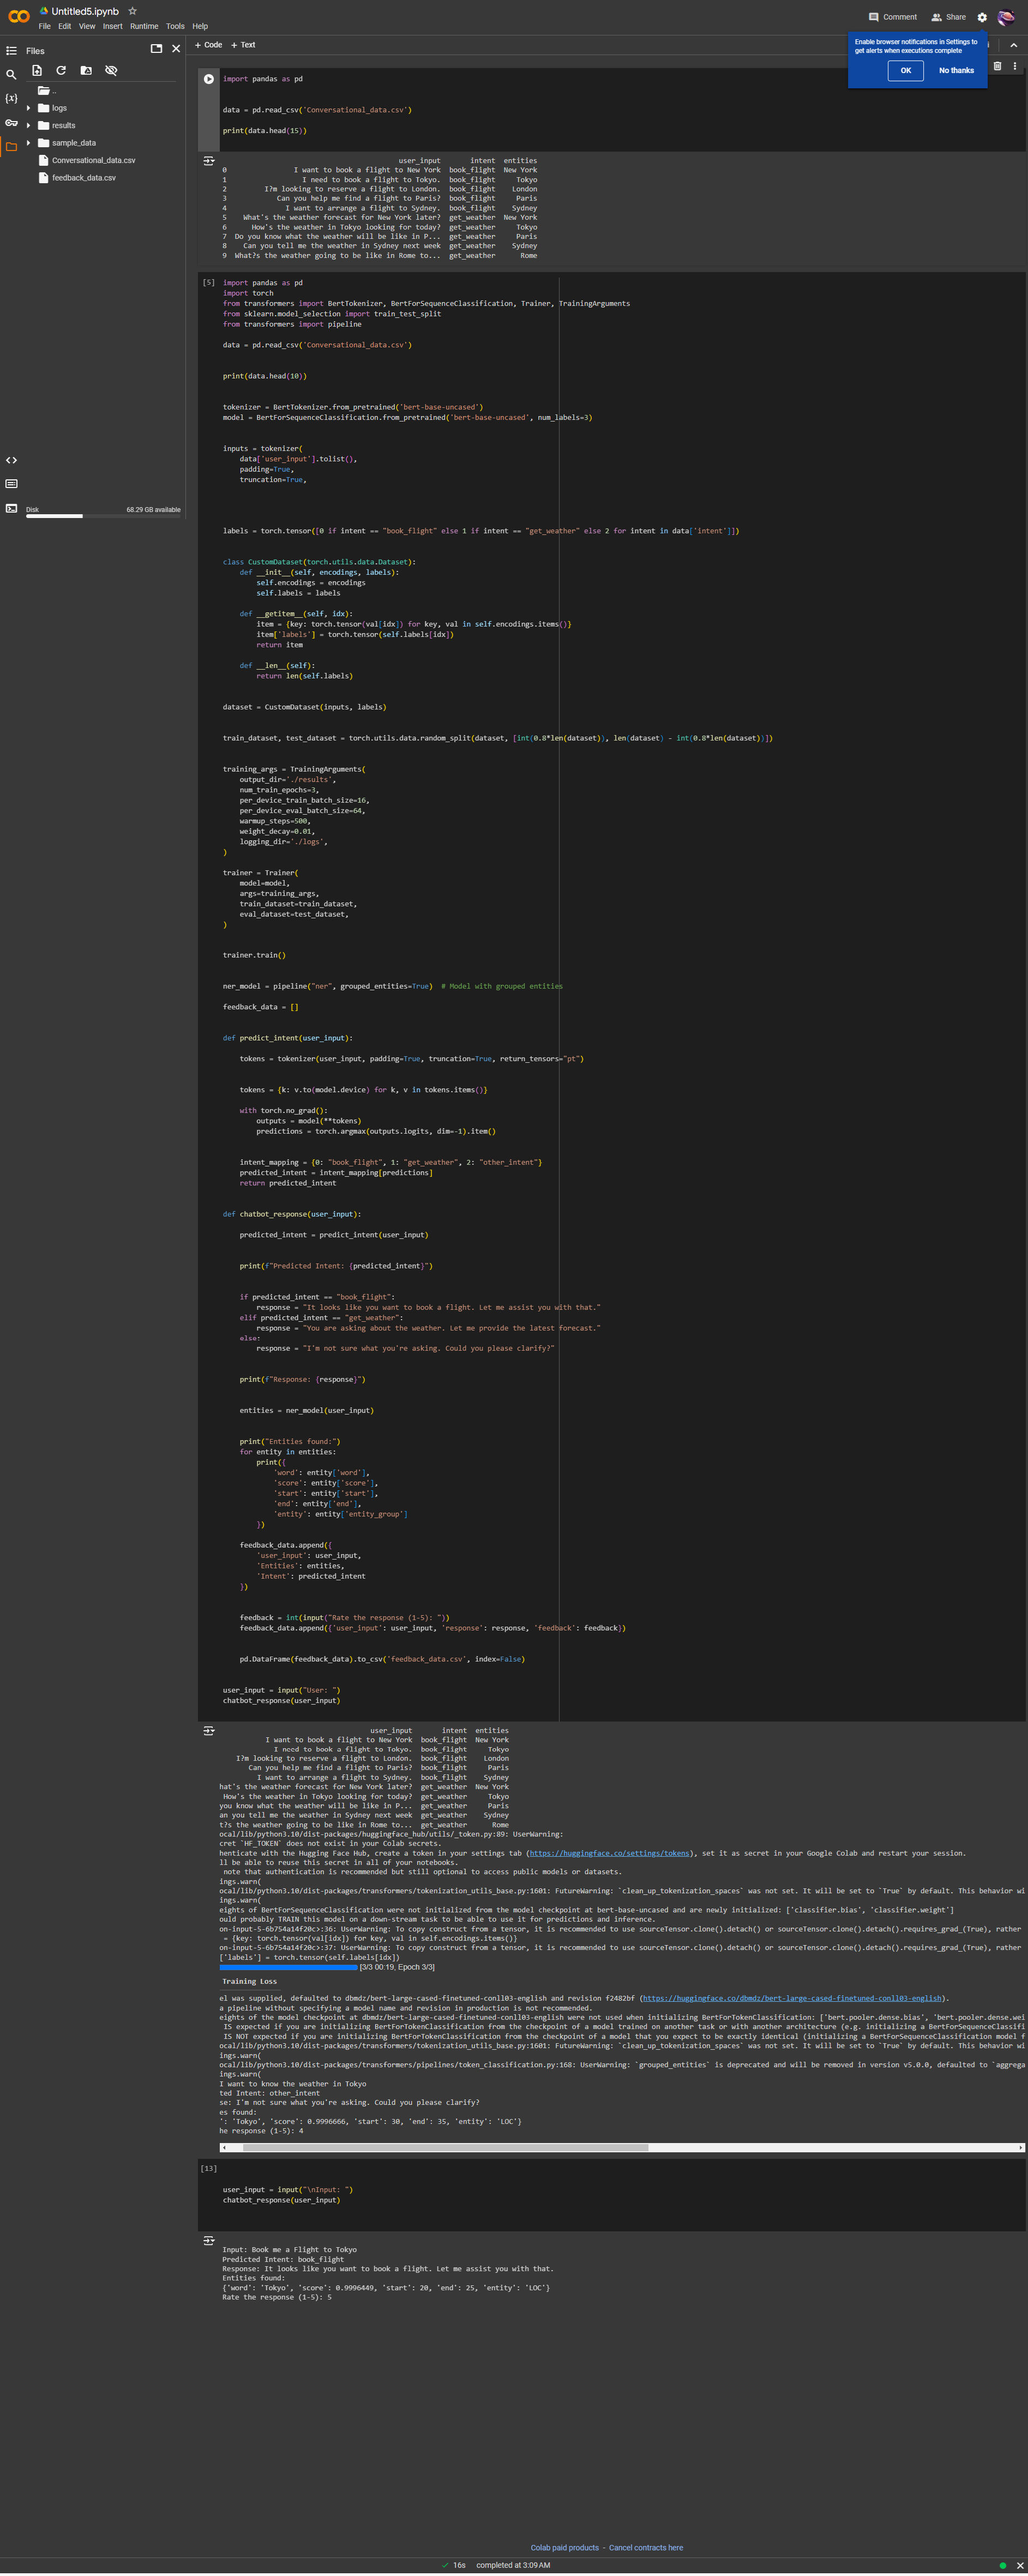 Untitled5.ipynb
File Edit View Insert Runtime Tools Help
Comment Share
Enable browser notifications in Settings to
get alerts when executions complete
OK No thanks
Files
+ Code + Text
..
logs
results
sample_data
Conversational_data.csv
feedback_data.csv
Disk 68.29 GB available
import pandas as pd
data = pd.read_csv('Conversational_data.csv')
print(data.head(15))
user_input intent entities
0 I want to book a flight to New York book_flight New York
1 I need to book a flight to Tokyo. book_flight Tokyo
2 I?m looking to reserve a flight to London. book_flight London
3 Can you help me find a flight to Paris? book_flight Paris
4 I want to arrange a flight to Sydney. book_flight Sydney
5 What's the weather forecast for New York later? get_weather New York
6 How's the weather in Tokyo looking for today? get_weather Tokyo
7 Do you know what the weather will be like in P... get_weather Paris
8 Can you tell me the weather in Sydney next week get_weather Sydney
9 What?s the weather going to be like in Rome to... get_weather Rome
[5] import pandas as pd
import torch
from transformers import BertTokenizer, BertForSequenceClassification, Trainer, TrainingArguments
from sklearn.model_selection import train_test_split
from transformers import pipeline
data = pd.read_csv('Conversational_data.csv')
print(data.head(10))
tokenizer = BertTokenizer.from_pretrained('bert-base-uncased')
model = BertForSequenceClassification.from_pretrained('bert-base-uncased', num_labels=3)
inputs = tokenizer(
data['user_input'].tolist(),
padding=True,
truncation=True,
labels = torch.tensor([0 if intent == "book_flight" else 1 if intent == "get_weather" else 2 for intent in data['intent']])
class CustomDataset(torch.utils.data.Dataset):
def __init__(self, encodings, labels):
self.encodings = encodings
self.labels = labels
def __getitem__(self, idx):
item = {key: torch.tensor(val[idx]) for key, val in self.encodings.items()}
item['labels'] = torch.tensor(self.labels[idx])
return item
def __len__(self):
return len(self.labels)
dataset = CustomDataset(inputs, labels)
train_dataset, test_dataset = torch.utils.data.random_split(dataset, [int(0.8*len(dataset)), len(dataset) - int(0.8*len(dataset))])
training_args = TrainingArguments(
output_dir='./results',
num_train_epochs=3,
per_device_train_batch_size=16,
per_device_eval_batch_size=64,
warmup_steps=500,
weight_decay=0.01,
logging_dir='./logs',
)
trainer = Trainer(
model=model,
args=training_args,
train_dataset=train_dataset,
eval_dataset=test_dataset,
)
trainer.train()
ner_model = pipeline("ner", grouped_entities=True) # Model with grouped entities
feedback_data = []
def predict_intent(user_input):
tokens = tokenizer(user_input, padding=True, truncation=True, return_tensors="pt")
tokens = {k: v.to(model.device) for k, v in tokens.items()}
with torch.no_grad():
outputs = model(**tokens)
predictions = torch.argmax(outputs.logits, dim=-1).item()
intent_mapping = {0: "book_flight", 1: "get_weather", 2: "other_intent"}
predicted_intent = intent_mapping[predictions]
return predicted_intent
def chatbot_response(user_input):
predicted_intent = predict_intent(user_input)
print(f"Predicted Intent: {predicted_intent}")
if predicted_intent == "book_flight":
response = "It looks like you want to book a flight. Let me assist you with that."
elif predicted_intent == "get_weather":
response = "You are asking about the weather. Let me provide the latest forecast."
else:
response = "I'm not sure what you're asking. Could you please clarify?"
print(f"Response: {response}")
entities = ner_model(user_input)
print("Entities found:")
for entity in entities:
print({
'word': entity['word'],
'score': entity['score'],
'start': entity['start'],
'end': entity['end'],
'entity': entity['entity_group']
})
feedback_data.append({
'user_input': user_input,
'Entities': entities,
'Intent': predicted_intent
})
feedback = int(input("Rate the response (1-5): "))
feedback_data.append({'user_input': user_input, 'response': response, 'feedback': feedback})
pd.DataFrame(feedback_data).to_csv('feedback_data.csv', index=False)
user_input = input("User: ")
chatbot_response(user_input)
user_input intent entities
I want to book a flight to New York book_flight New York
I need to book a flight to Tokyo. book_flight Tokyo
I?m looking to reserve a flight to London. book_flight London
Can you help me find a flight to Paris? book_flight Paris
I want to arrange a flight to Sydney. book_flight Sydney
hat's the weather forecast for New York later? get_weather New York
How's the weather in Tokyo looking for today? get_weather Tokyo
you know what the weather will be like in P... get_weather Paris
an you tell me the weather in Sydney next week get_weather Sydney
t?s the weather going to be like in Rome to... get_weather Rome
ocal/lib/python3.10/dist-packages/huggingface_hub/utils/_token.py:89: UserWarning:
cret `HF_TOKEN` does not exist in your Colab secrets.
henticate with the Hugging Face Hub, create a token in your settings tab (https://huggingface.co/settings/tokens), set it as secret in your Google Colab and restart your session.
ll be able to reuse this secret in all of your notebooks.
note that authentication is recommended but still optional to access public models or datasets.
ings.warn(
ocal/lib/python3.10/dist-packages/transformers/tokenization_utils_base.py:1601: FutureWarning: `clean_up_tokenization_spaces` was not set. It will be set to `True` by default. This behavior wi
ings.warn(
eights of BertForSequenceClassification were not initialized from the model checkpoint at bert-base-uncased and are newly initialized: ['classifier.bias', 'classifier.weight']
ould probably TRAIN this model on a down-stream task to be able to use it for predictions and inference.
on-input-5-6b754a14f20c>:36: UserWarning: To copy construct from a tensor, it is recommended to use sourceTensor.clone().detach() or sourceTensor.clone().detach().requires_grad_(True), rather
= {key: torch.tensor(val[idx]) for key, val in self.encodings.items()}
on-input-5-6b754a14f20c>:37: UserWarning: To copy construct from a tensor, it is recommended to use sourceTensor.clone().detach() or sourceTensor.clone().detach().requires_grad_(True), rather
['labels'] = torch.tensor(self.labels[idx])
[3/3 00:19, Epoch 3/3]
Training Loss
el was supplied, defaulted to dbmdz/bert-large-cased-finetuned-conll03-english and revision f2482bf (https://huggingface.co/dbmdz/bert-large-cased-finetuned-conll03-english).
a pipeline without specifying a model name and revision in production is not recommended.
eights of the model checkpoint at dbmdz/bert-large-cased-finetuned-conll03-english were not used when initializing BertForTokenClassification: ['bert.pooler.dense.bias', 'bert.pooler.dense.wei
IS expected if you are initializing BertForTokenClassification from the checkpoint of a model trained on another task or with another architecture (e.g. initializing a BertForSequenceClassifi
IS NOT expected if you are initializing BertForTokenClassification from the checkpoint of a model that you expect to be exactly identical (initializing a BertForSequenceClassification model f
ocal/lib/python3.10/dist-packages/transformers/tokenization_utils_base.py:1601: FutureWarning: `clean_up_tokenization_spaces` was not set. It will be set to `True` by default. This behavior wi
ings.warn(
ocal/lib/python3.10/dist-packages/transformers/pipelines/token_classification.py:168: UserWarning: `grouped_entities` is deprecated and will be removed in version v5.0.0, defaulted to `aggrega
ings.warn(
I want to know the weather in Tokyo
ted Intent: other_intent
se: I'm not sure what you're asking. Could you please clarify?
es found:
': 'Tokyo', 'score': 0.9996666, 'start': 30, 'end': 35, 'entity': 'LOC'}
he response (1-5): 4
[13]
user_input = input("\nInput: ")
chatbot_response(user_input)
Input: Book me a Flight to Tokyo
Predicted Intent: book_flight
Response: It looks like you want to book a flight. Let me assist you with that.
Entities found:
{'word': 'Tokyo', 'score': 0.9996449, 'start': 20, 'end': 25, 'entity': 'LOC'}
Rate the response (1-5): 5
Colab paid products - Cancel contracts here
16s completed at 3:09 AM